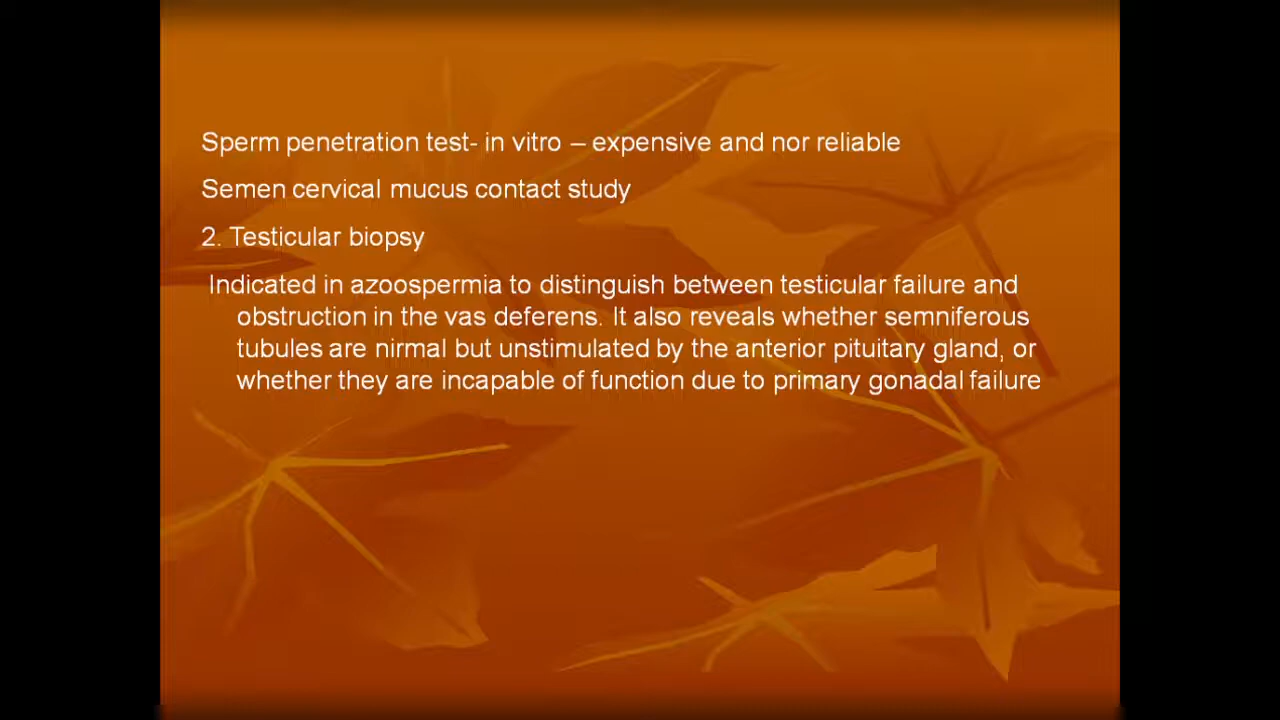 Sperm penetration test- in vitro – expensive and nor reliable
Semen cervical mucus contact study
2. Testicular biopsy
Indicated in azoospermia to distinguish between testicular failure and
obstruction in the vas deferens. It also reveals whether semniferous
tubules are nirmal but unstimulated by the anterior pituitary gland, or
whether they are incapable of function due to primary gonadal failure